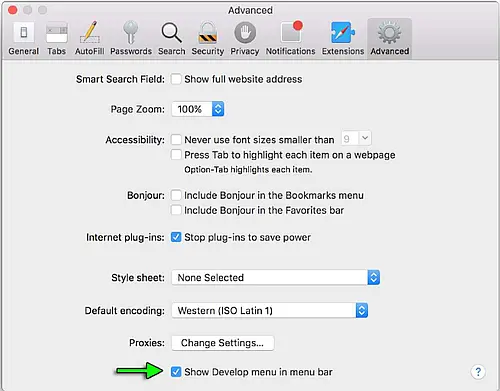 Advanced
General Tabs AutoFill Passwords Search Security Privacy Notifications Extensions Advanced
Smart Search Field: Show full website address
Page Zoom: 100%
Accessibility: Never use font sizes smaller than 9
Press Tab to highlight each item on a webpage
Option-Tab highlights each item.
Bonjour: Include Bonjour in the Bookmarks menu
Include Bonjour in the Favorites bar
Internet plug-ins: Stop plug-ins to save power
Style sheet: None Selected
Default encoding: Western (ISO Latin 1)
Proxies: Change Settings...
Show Develop menu in menu bar ?